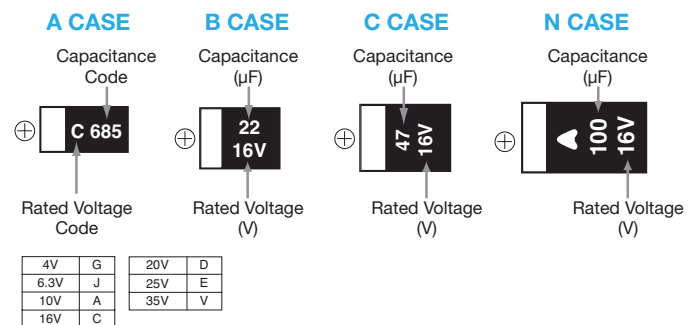 A CASE
Capacitance
Code
C 685
Rated Voltage
Code
B CASE
Capacitance
(µF)
22
16V
Rated Voltage
(V)
C CASE
Capacitance
(µF)
47
16V
Rated Voltage
(V)
N CASE
Capacitance
(µF)
100
16V
Rated Voltage
(V)
4V G
6.3V J
10V A
16V C
20V D
25V E
35V V